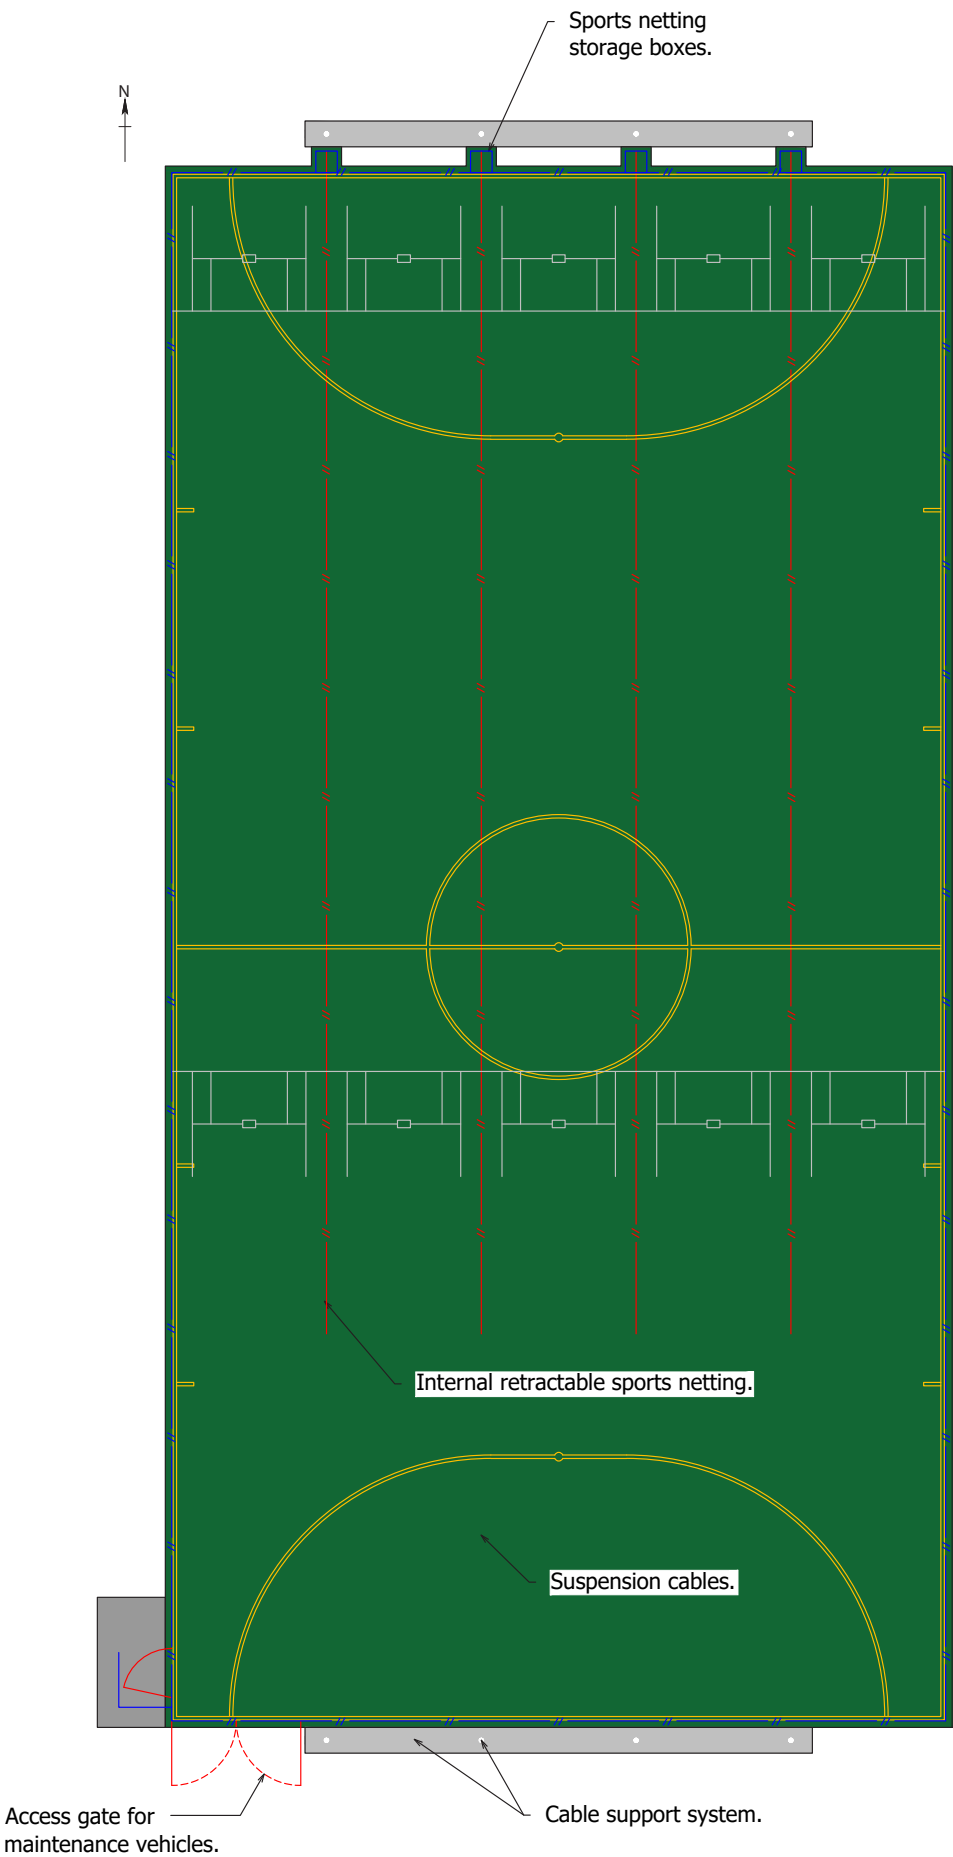 Sports netting
storage boxes.
N
Internal retractable sports netting.
Suspension cables.
Cable support system.
Access gate for
maintenance vehicles.